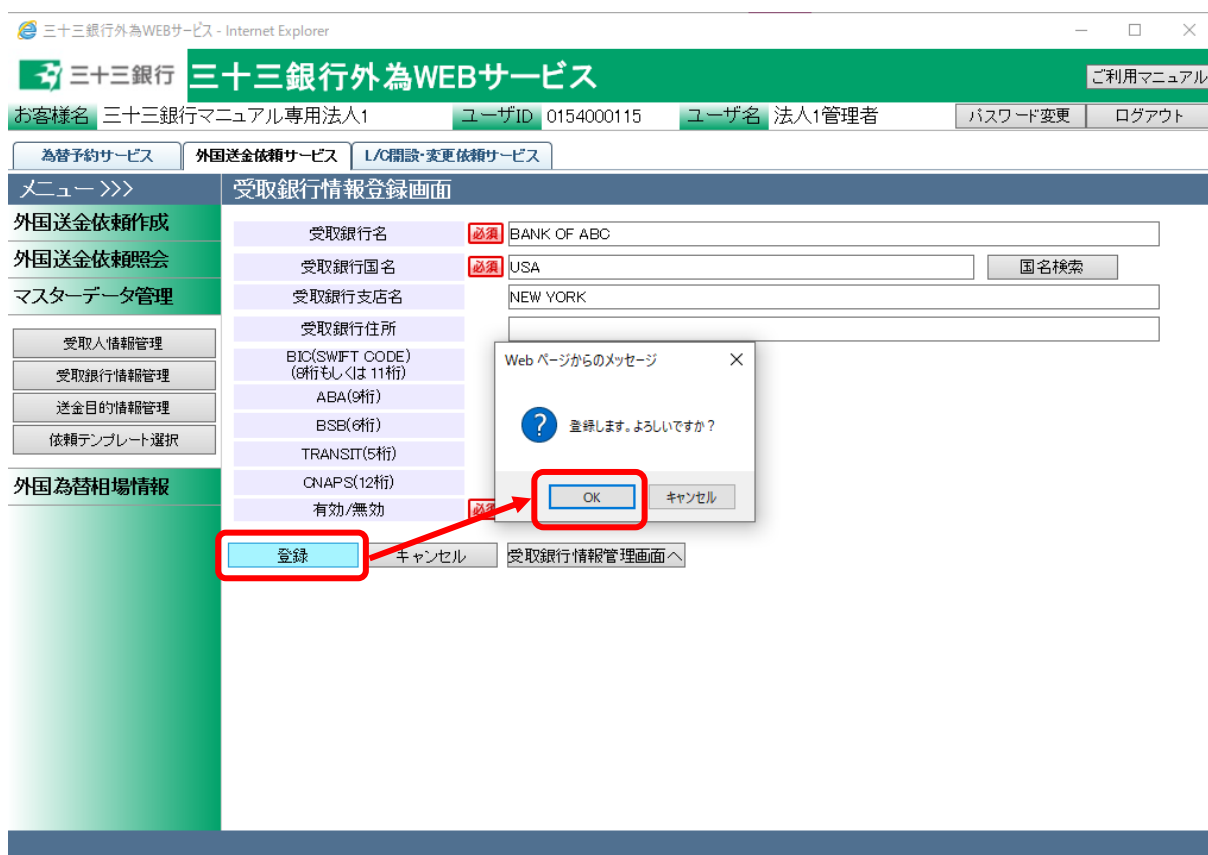 三十三銀行外為WEBサービス - Internet Explorer
三十三銀行 三十三銀行外為WEBサービス ご利用マニュアル
お客様名 三十三銀行マニュアル専用法人1 ユーザID 0154000115 ユーザ名 法人1管理者 パスワード変更 ログアウト
為替予約サービス 外国送金依頼サービス L/C開設・変更依頼サービス
メニュー >>> 受取銀行情報登録画面
外国送金依頼作成
外国送金依頼照会
マスターデータ管理
受取人情報管理
受取銀行情報管理
送金目的情報管理
依頼テンプレート選択
外国為替相場情報
受取銀行名 必須 BANK OF ABC
受取銀行国名 必須 USA 国名検索
受取銀行支店名 NEW YORK
受取銀行住所
BIC(SWIFT CODE)
(8桁もしくは 11桁)
ABA(9桁)
BSB(6桁)
TRANSIT(5桁)
CNAPS(12桁)
有効/無効
Web ページからのメッセージ
登録します。よろしいですか？
OK キャンセル
登録 キャンセル 受取銀行情報管理画面へ